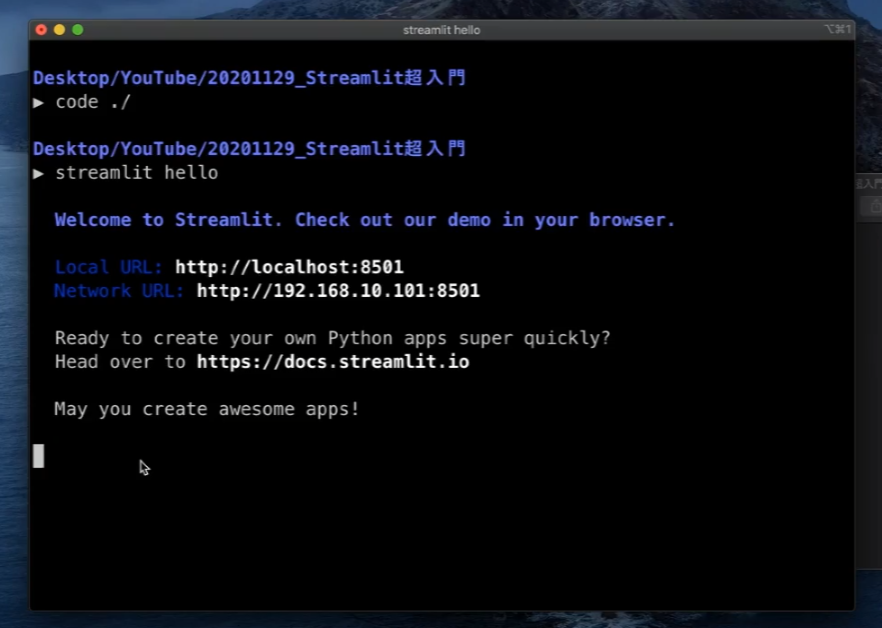 streamlit hello
⌥⌘1
Desktop/YouTube/20201129_Streamlit超入門
▶ code ./
Desktop/YouTube/20201129_Streamlit超入門
▶ streamlit hello
Welcome to Streamlit. Check out our demo in your browser.
Local URL: http://localhost:8501
Network URL: http://192.168.10.101:8501
Ready to create your own Python apps super quickly?
Head over to https://docs.streamlit.io
May you create awesome apps!
超入門